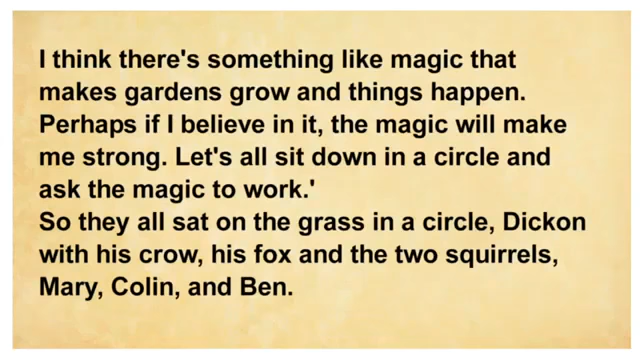 I think there's something like magic that
makes gardens grow and things happen.
Perhaps if I believe in it, the magic will make
me strong. Let's all sit down in a circle and
ask the magic to work.'
So they all sat on the grass in a circle, Dickon
with his crow, his fox and the two squirrels,
Mary, Colin, and Ben.